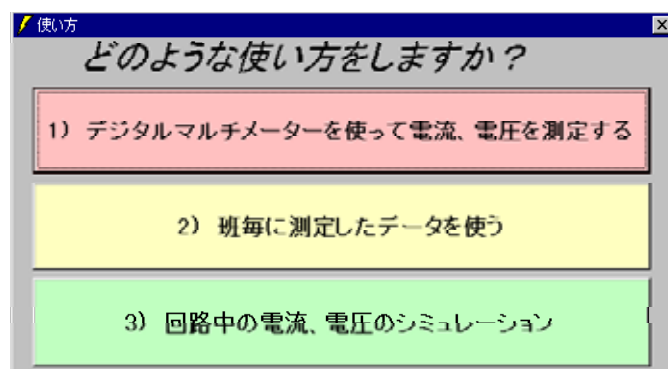 使い方
どのような使い方をしますか？
1) デジタルマルチメーターを使って電流、電圧を測定する
2) 班毎に測定したデータを使う
3) 回路中の電流、電圧のシミュレーション